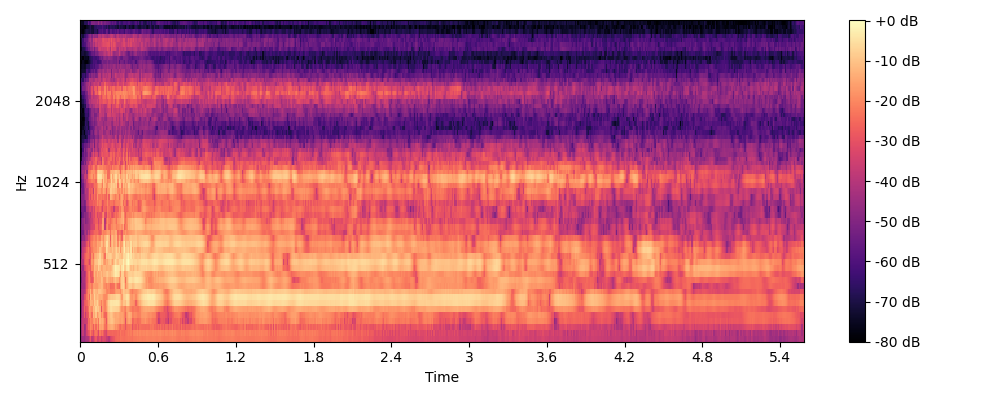 Hz
2048
1024
512
0 0.6 1.2 1.8 2.4 3 3.6 4.2 4.8 5.4
Time
+0 dB
-10 dB
-20 dB
-30 dB
-40 dB
-50 dB
-60 dB
-70 dB
-80 dB